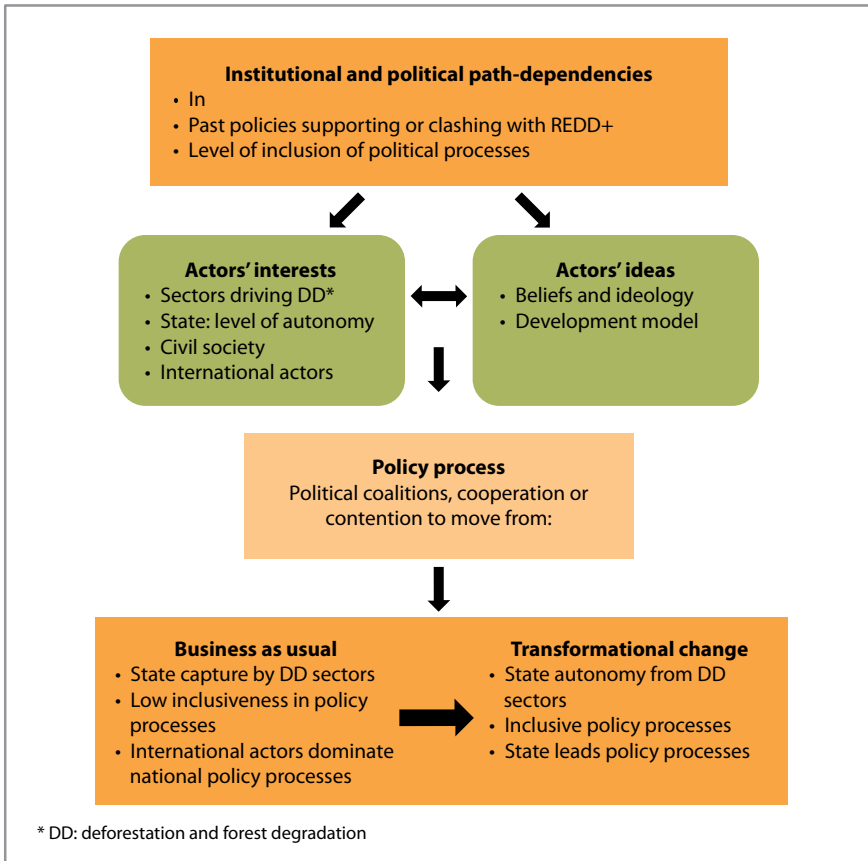 Institutional and political path-dependencies
• In
• Past policies supporting or clashing with REDD+
• Level of inclusion of political processes
Actors’ interests
• Sectors driving DD*
• State: level of autonomy
• Civil society
• International actors
Actors’ ideas
• Beliefs and ideology
• Development model
Policy process
Political coalitions, cooperation or
contention to move from:
Business as usual
• State capture by DD sectors
• Low inclusiveness in policy
processes
• International actors dominate
national policy processes
Transformational change
• State autonomy from DD
sectors
• Inclusive policy processes
• State leads policy processes
* DD: deforestation and forest degradation